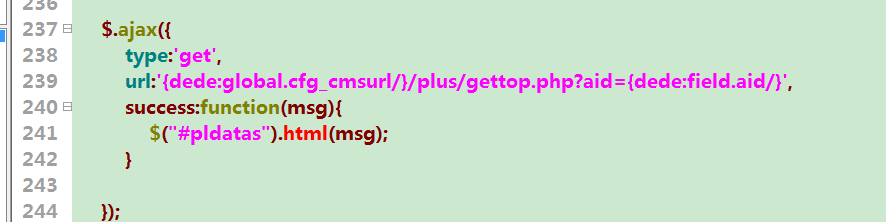 236
237 $.ajax({
238 type:'get',
239 url:'{dede:global.cfg_cmsurl/}/plus/gettop.php?aid={dede:field.aid/}',
240 success:function(msg){
241 $("#pldatas").html(msg);
242 }
243
244 });